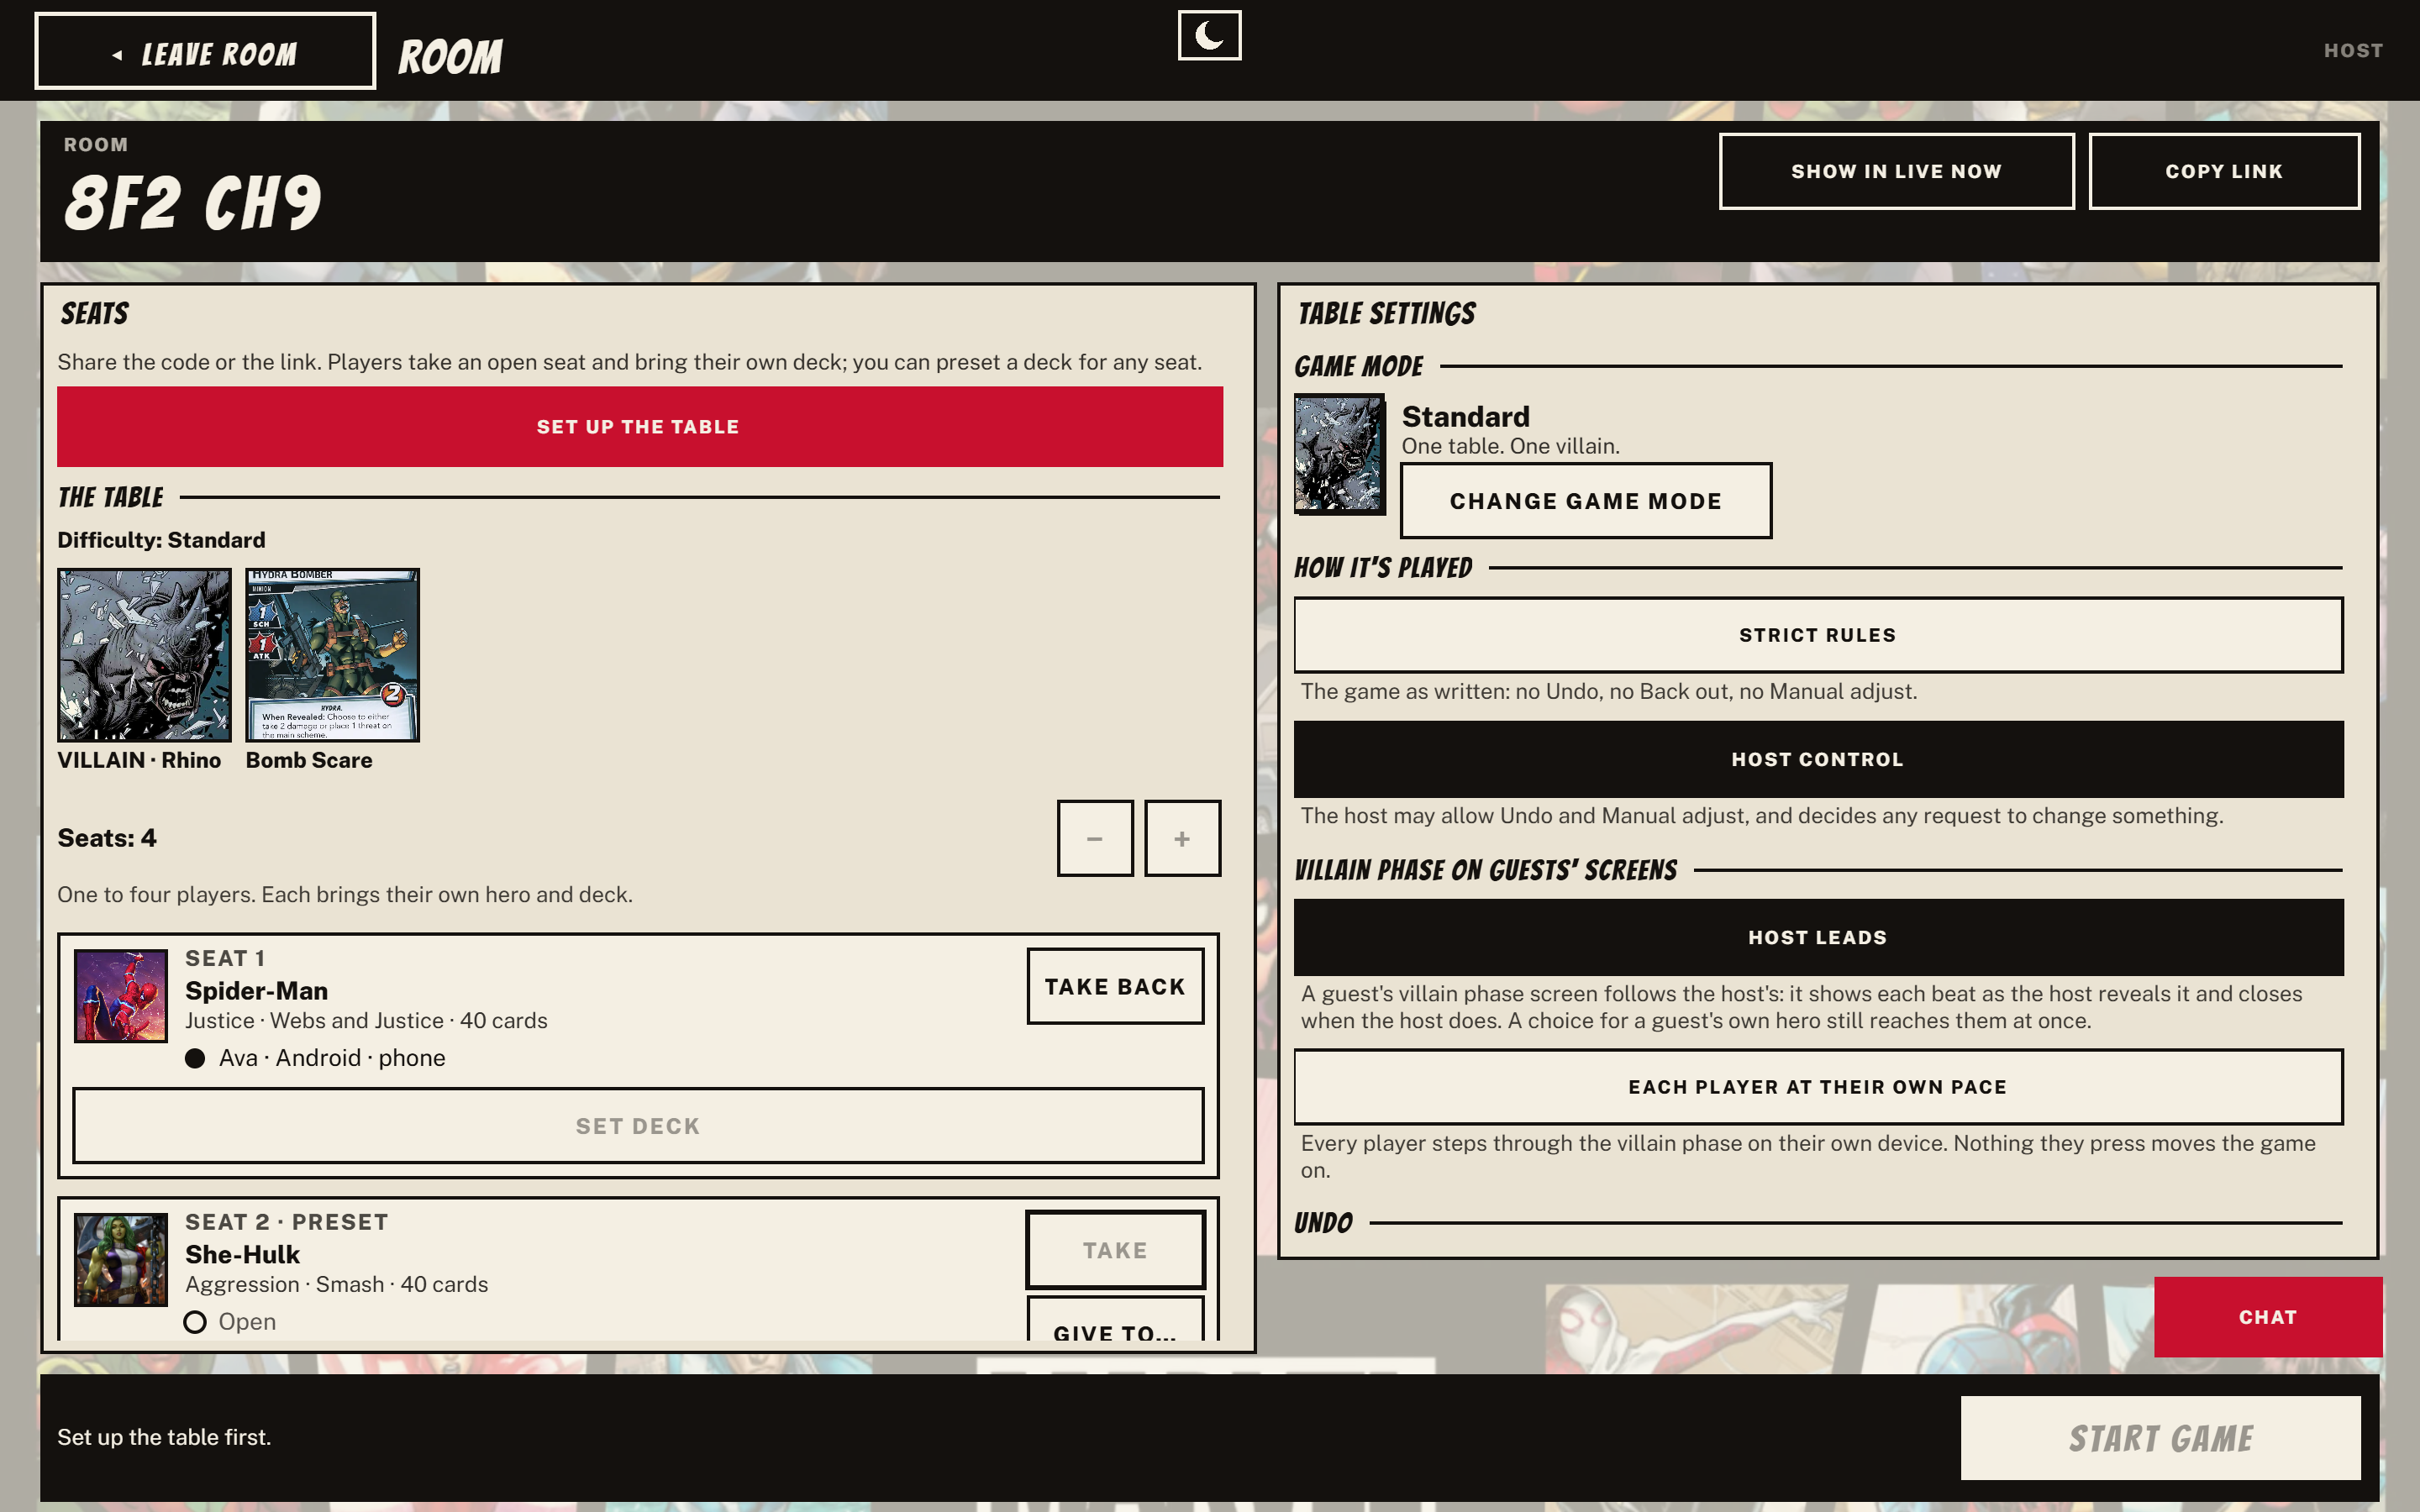 ◂ LEAVE ROOM
ROOM
HOST
ROOM
8F2 CH9
SHOW IN LIVE NOW
COPY LINK
SEATS
Share the code or the link. Players take an open seat and bring their own deck; you can preset a deck for any seat.
SET UP THE TABLE
THE TABLE
Difficulty: Standard
HYDRA BOMBER
MINION
1
SCH
1
ATK
2
HYDRA.
When Revealed: Choose to either
take 2 damage or place 1 threat on
the main scheme.
VILLAIN · Rhino
Bomb Scare
Seats: 4
−
+
One to four players. Each brings their own hero and deck.
SEAT 1
Spider-Man
Justice · Webs and Justice · 40 cards
Ava · Android · phone
TAKE BACK
SET DECK
SEAT 2 · PRESET
She-Hulk
Aggression · Smash · 40 cards
Open
TAKE
GIVE TO...
TABLE SETTINGS
GAME MODE
Standard
One table. One villain.
CHANGE GAME MODE
HOW IT'S PLAYED
STRICT RULES
The game as written: no Undo, no Back out, no Manual adjust.
HOST CONTROL
The host may allow Undo and Manual adjust, and decides any request to change something.
VILLAIN PHASE ON GUESTS' SCREENS
HOST LEADS
A guest's villain phase screen follows the host's: it shows each beat as the host reveals it and closes
when the host does. A choice for a guest's own hero still reaches them at once.
EACH PLAYER AT THEIR OWN PACE
Every player steps through the villain phase on their own device. Nothing they press moves the game
on.
UNDO
CHAT
Set up the table first.
START GAME